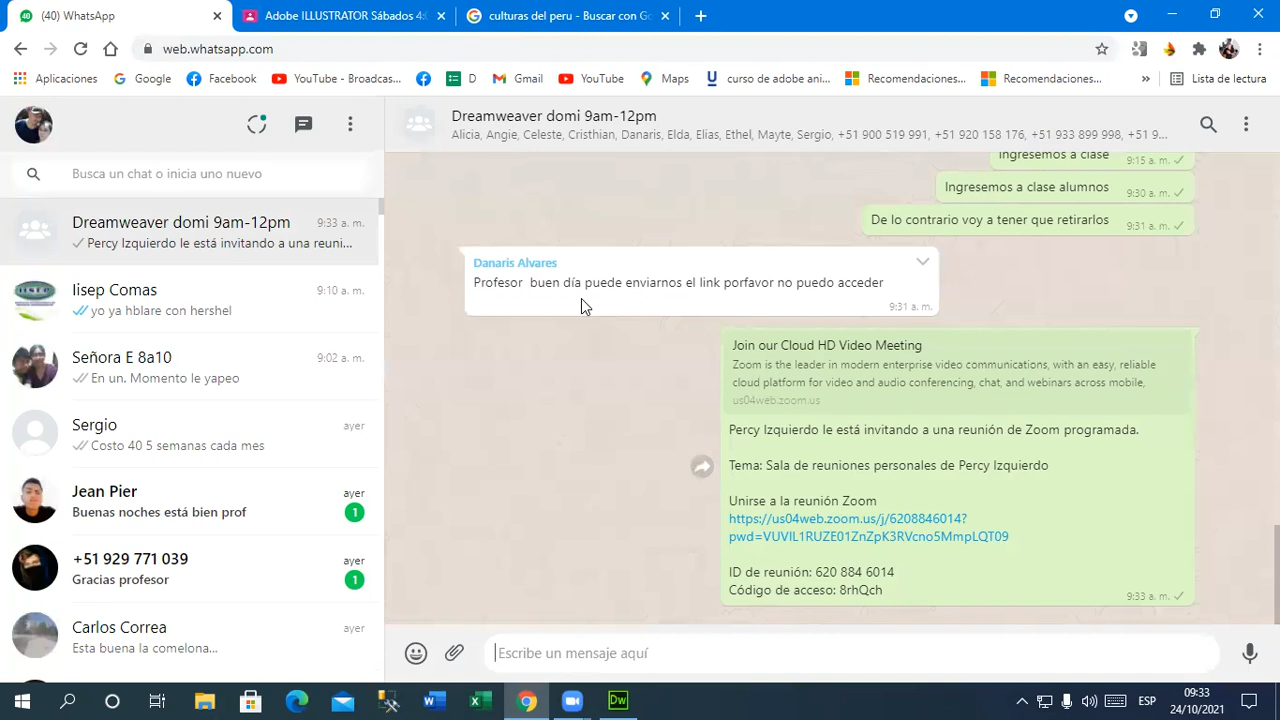 (40) WhatsApp
Adobe ILLUSTRATOR Sábados 4:
culturas del peru - Buscar con Go
web.whatsapp.com
Aplicaciones
Google
Facebook
YouTube - Broadcas...
D
Gmail
YouTube
Maps
curso de adobe ani...
Recomendaciones...
Recomendaciones...
»
Lista de lectura
Dreamweaver domi 9am-12pm
Alicia, Angie, Celeste, Cristhian, Danaris, Elda, Elias, Ethel, Mayte, Sergio, +51 900 519 991, +51 920 158 176, +51 933 899 998, +51 9...
Busca un chat o inicia uno nuevo
Dreamweaver domi 9am-12pm
9:33 a. m.
Percy Izquierdo le está invitando a una reuni...
Iisep Comas
9:10 a. m.
yo ya hblare con hershel
Señora E 8a10
9:02 a. m.
En un. Momento le yapeo
Sergio
ayer
Costo 40 5 semanas cada mes
Jean Pier
ayer
Buenas noches está bien prof
1
+51 929 771 039
ayer
Gracias profesor
1
Carlos Correa
ayer
Esta buena la comelona...
Ingresemos a clase
9:15 a. m.
Ingresemos a clase alumnos
9:30 a. m.
De lo contrario voy a tener que retirarlos
9:31 a. m.
Danaris Alvares
Profesor buen día puede enviarnos el link porfavor no puedo acceder
9:31 a. m.
Join our Cloud HD Video Meeting
Zoom is the leader in modern enterprise video communications, with an easy, reliable
cloud platform for video and audio conferencing, chat, and webinars across mobile,
us04web.zoom.us
Percy Izquierdo le está invitando a una reunión de Zoom programada.
Tema: Sala de reuniones personales de Percy Izquierdo
Unirse a la reunión Zoom
https://us04web.zoom.us/j/6208846014?
pwd=VUVIL1RUZE01ZnZpK3RVcno5MmpLQT09
ID de reunión: 620 884 6014
Código de acceso: 8rhQch
9:33 a. m.
Escribe un mensaje aquí
Dw
ESP
09:33
24/10/2021